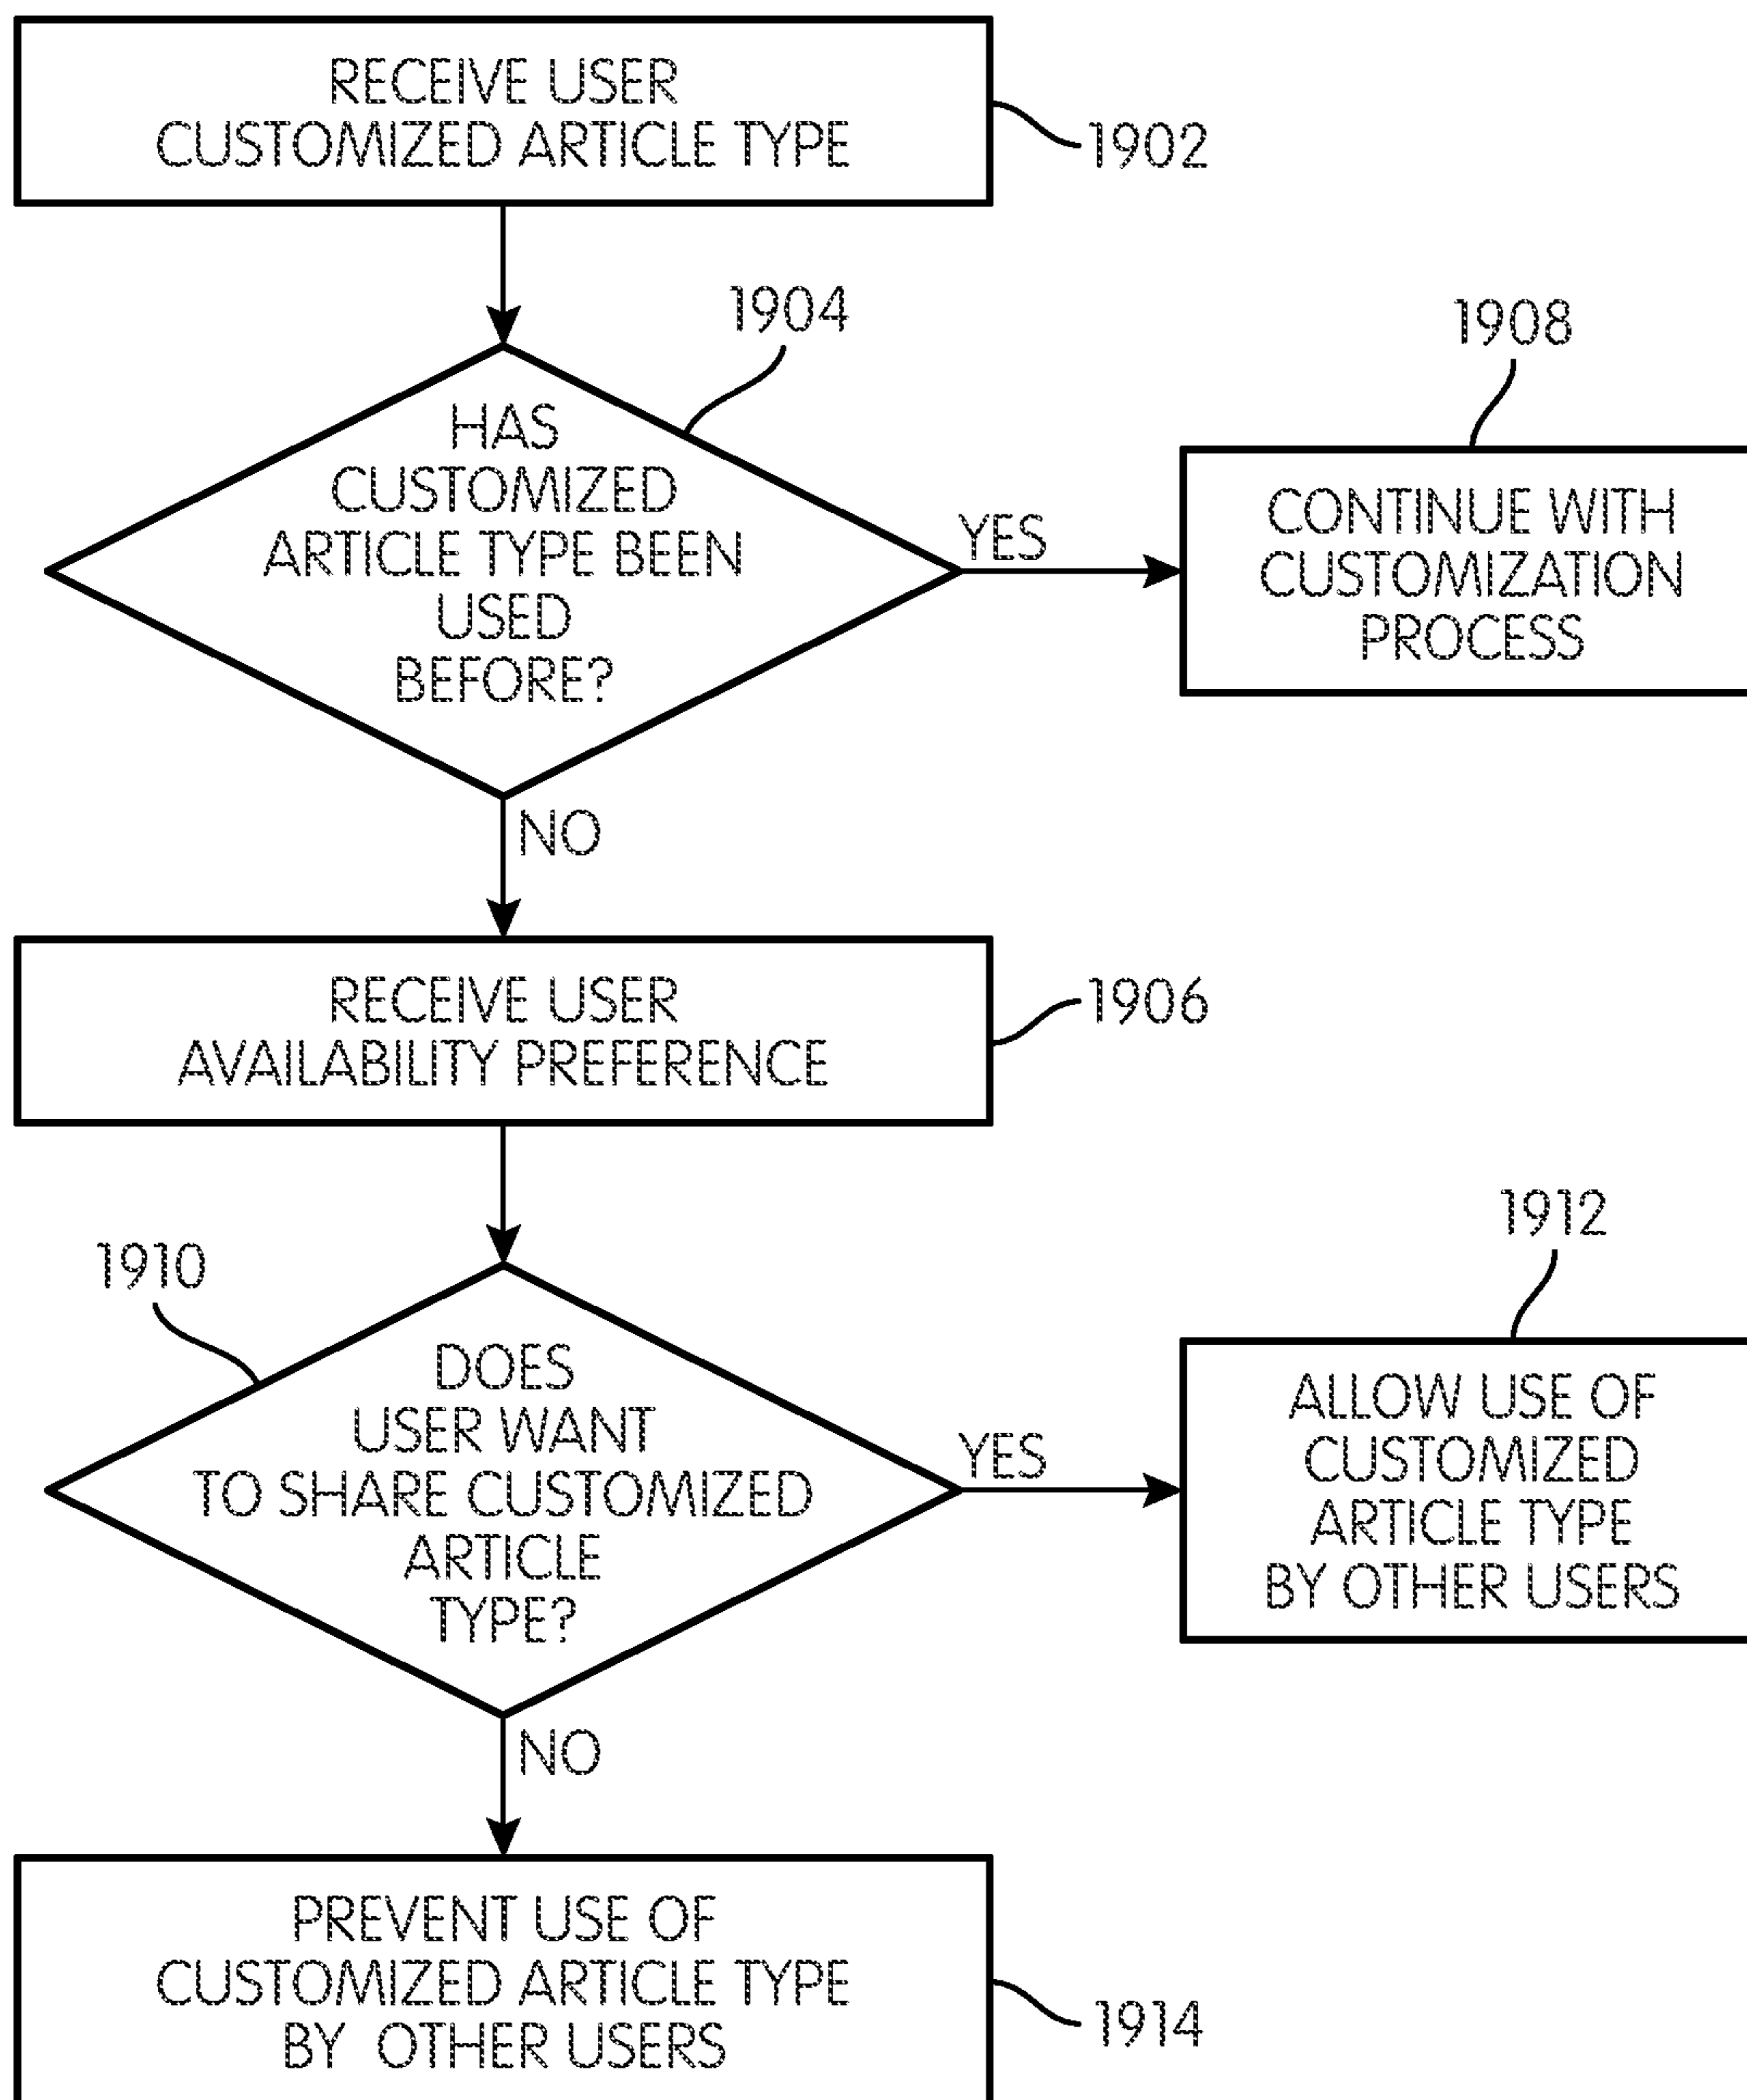 RECEIVE USER
CUSTOMIZED ARTICLE TYPE
1902
1904
HAS
CUSTOMIZED
ARTICLE TYPE BEEN
USED
BEFORE?
YES
1908
CONTINUE WITH
CUSTOMIZATION
PROCESS
NO
RECEIVE USER
AVAILABILITY PREFERENCE
1906
1910
DOES
USER WANT
TO SHARE CUSTOMIZED
ARTICLE
TYPE?
YES
1912
ALLOW USE OF
CUSTOMIZED
ARTICLE TYPE
BY OTHER USERS
NO
PREVENT USE OF
CUSTOMIZED ARTICLE TYPE
BY OTHER USERS
1914